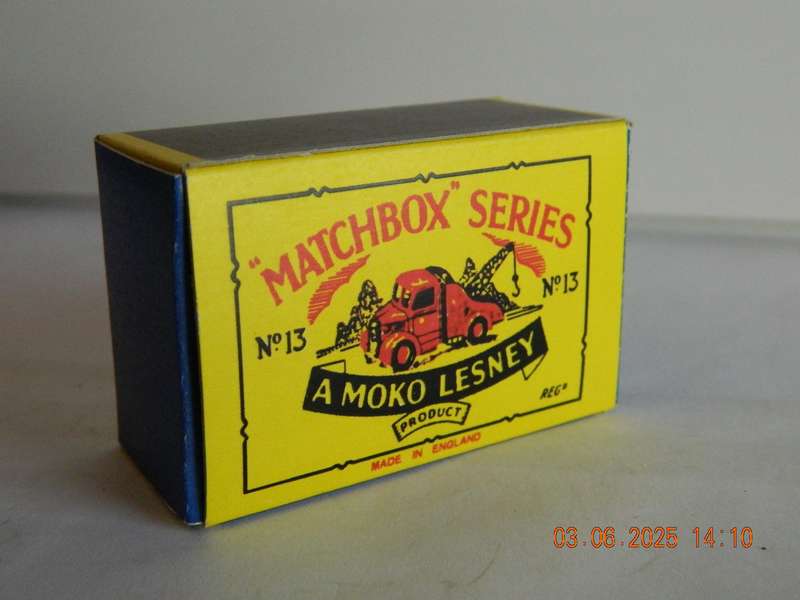 "MATCHBOX" SERIES
Nº 13
Nº 13
A MOKO LESNEY
PRODUCT
REGᴰ
MADE IN ENGLAND
03.06.2025 14:10